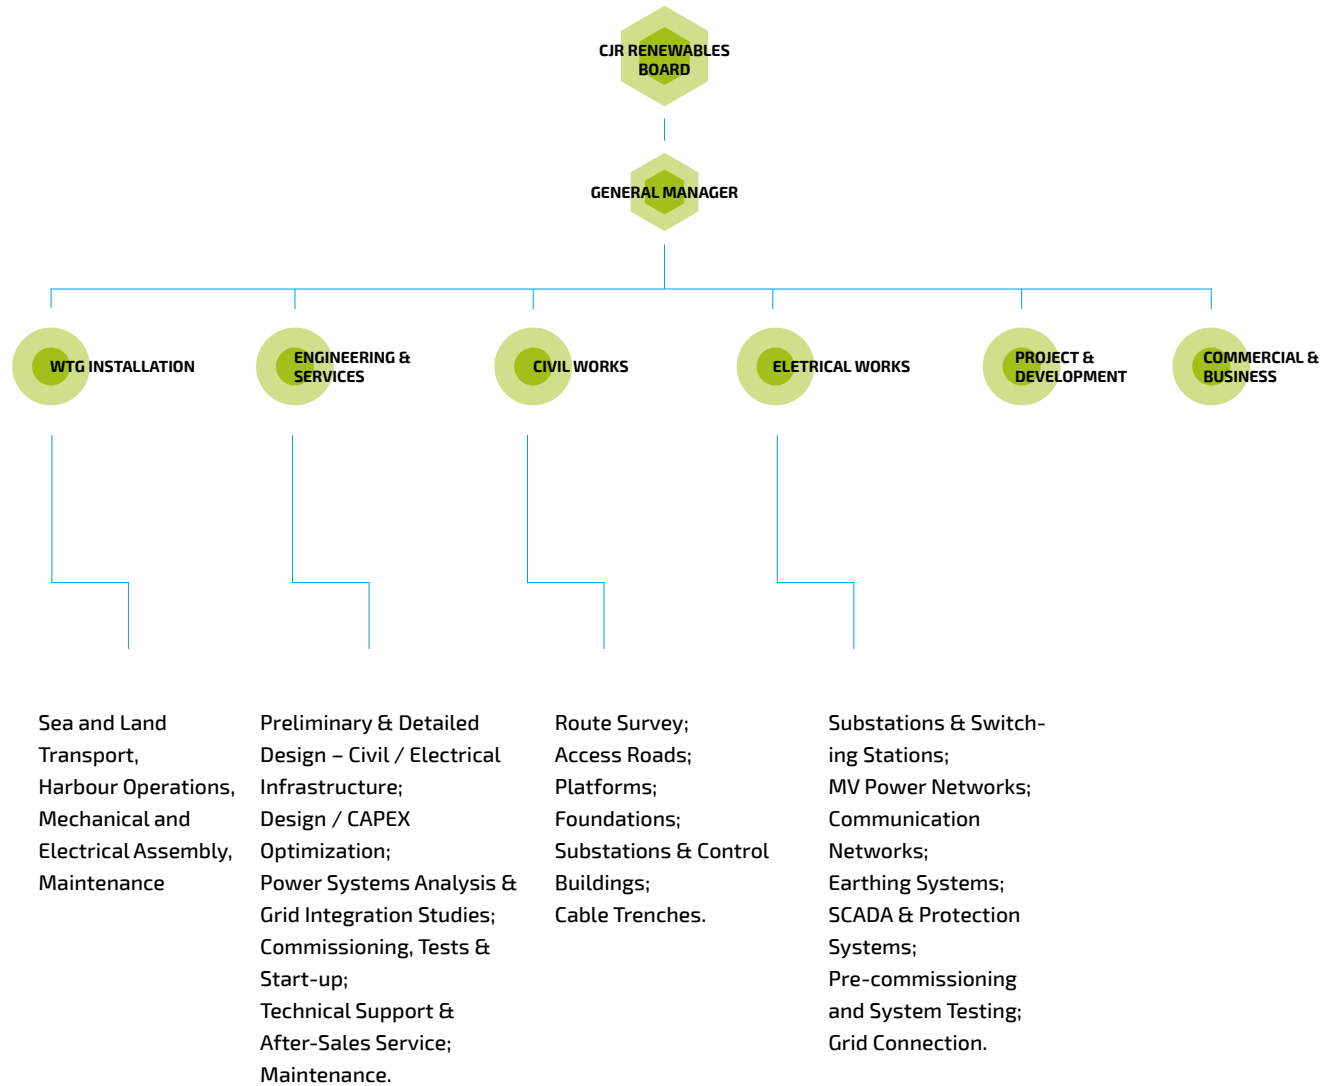 CJR RENEWABLES
BOARD
GENERAL MANAGER
WTG INSTALLATION
ENGINEERING &
SERVICES
CIVIL WORKS
ELETRICAL WORKS
PROJECT &
DEVELOPMENT
COMMERCIAL &
BUSINESS
Sea and Land
Transport,
Harbour Operations,
Mechanical and
Electrical Assembly,
Maintenance
Preliminary & Detailed
Design – Civil / Electrical
Infrastructure;
Design / CAPEX
Optimization;
Power Systems Analysis &
Grid Integration Studies;
Commissioning, Tests &
Start-up;
Technical Support &
After-Sales Service;
Maintenance.
Route Survey;
Access Roads;
Platforms;
Foundations;
Substations & Control
Buildings;
Cable Trenches.
Substations & Switch-
ing Stations;
MV Power Networks;
Communication
Networks;
Earthing Systems;
SCADA & Protection
Systems;
Pre-commissioning
and System Testing;
Grid Connection.